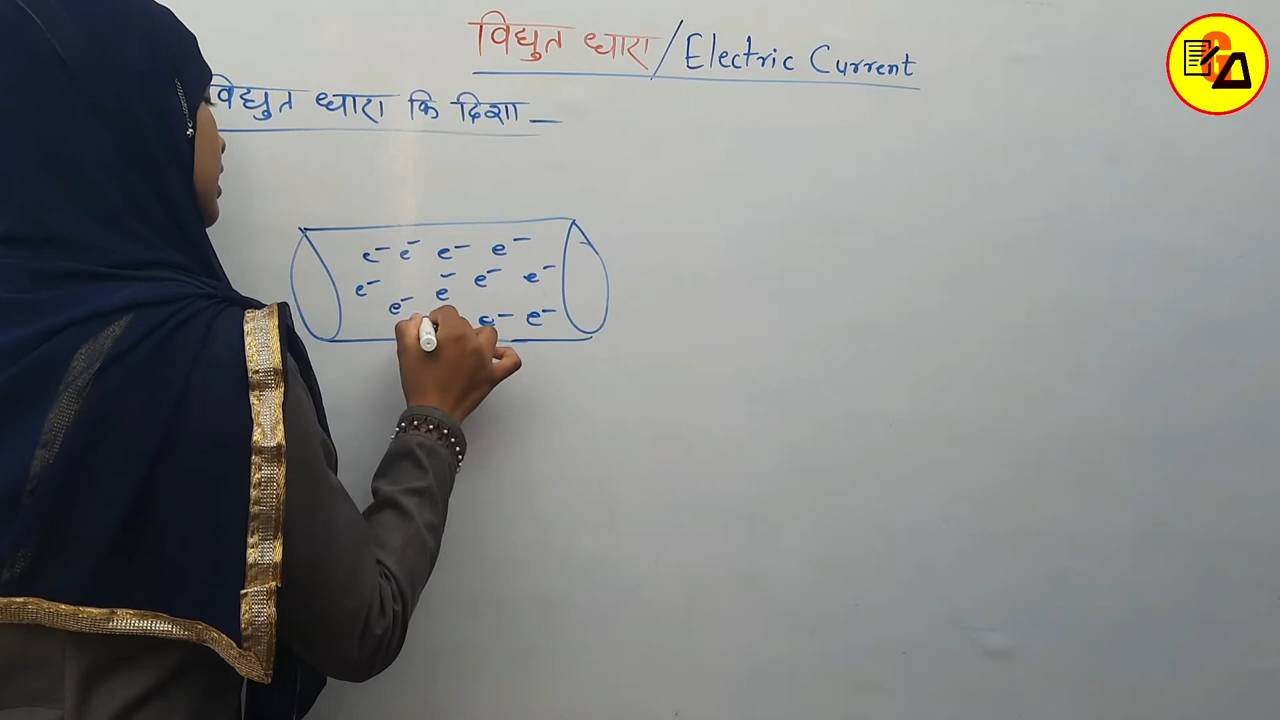 विद्युत धारा / Electric Current
विद्युत धारा कि दिशा —
e⁻ e⁻ e⁻ e⁻
e⁻ e⁻ e⁻ e⁻
e⁻ e⁻ e⁻